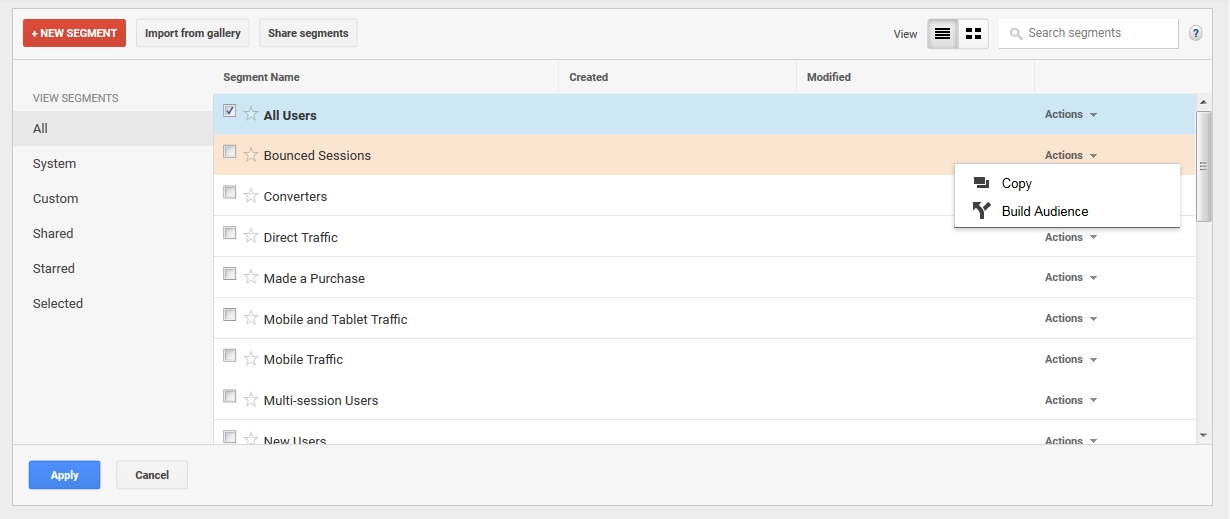 + NEW SEGMENT Import from gallery Share segments View Search segments ?
Segment Name Created Modified
VIEW SEGMENTS
All
System
Custom
Shared
Starred
Selected
All Users Actions
Bounced Sessions Actions
Copy
Build Audience
Converters
Direct Traffic Actions
Made a Purchase Actions
Mobile and Tablet Traffic Actions
Mobile Traffic Actions
Multi-session Users Actions
New Users Actions
Apply Cancel